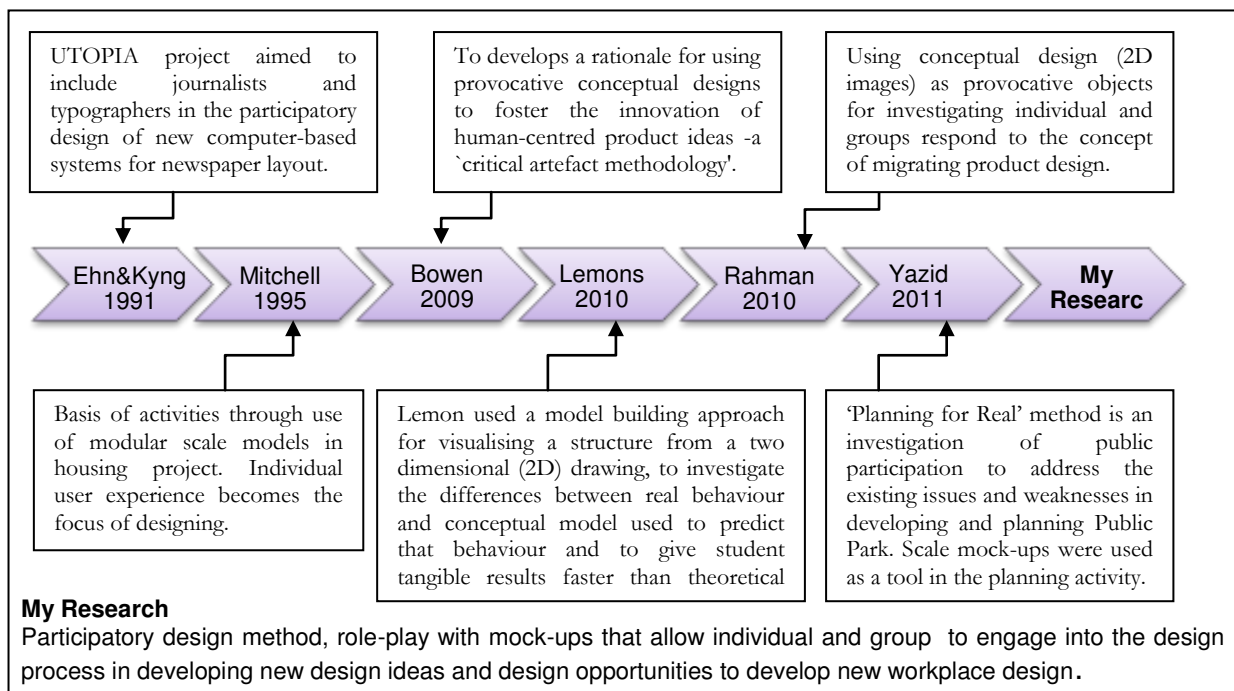 UTOPIA project aimed to
include journalists and
typographers in the participatory
design of new computer-based
systems for newspaper layout.
To develops a rationale for using
provocative conceptual designs
to foster the innovation of
human-centred product ideas -a
`critical artefact methodology'.
Using conceptual design (2D
images) as provocative objects
for investigating individual and
groups respond to the concept
of migrating product design.
Ehn&Kyng
1991
Mitchell
1995
Bowen
2009
Lemons
2010
Rahman
2010
Yazid
2011
My
Researc
Basis of activities through use
of modular scale models in
housing project. Individual
user experience becomes the
focus of designing.
Lemon used a model building approach
for visualising a structure from a two
dimensional (2D) drawing, to investigate
the differences between real behaviour
and conceptual model used to predict
that behaviour and to give student
tangible results faster than theoretical
‘Planning for Real’ method is an
investigation of public
participation to address the
existing issues and weaknesses in
developing and planning Public
Park. Scale mock-ups were used
as a tool in the planning activity.
My Research
Participatory design method, role-play with mock-ups that allow individual and group to engage into the design
process in developing new design ideas and design opportunities to develop new workplace design.